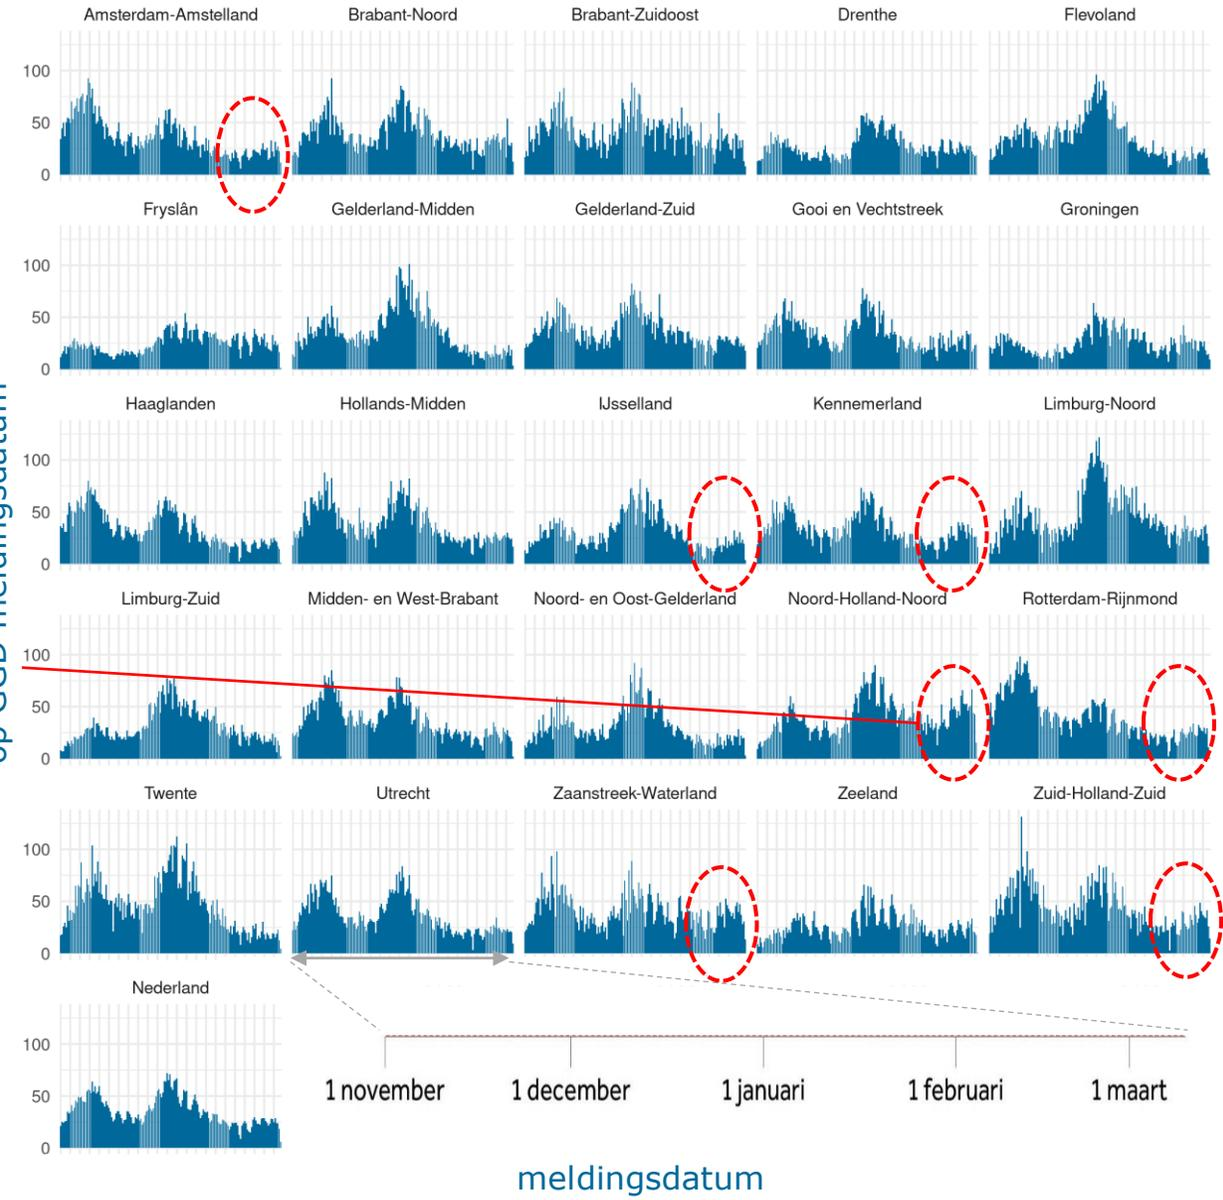 Amsterdam-Amstelland
Brabant-Noord
Brabant-Zuidoost
Drenthe
Flevoland
100
50
0
Fryslân
Gelderland-Midden
Gelderland-Zuid
Gooi en Vechtstreek
Groningen
100
50
0
Haaglanden
Hollands-Midden
IJsselland
Kennemerland
Limburg-Noord
100
50
0
Limburg-Zuid
Midden- en West-Brabant
Noord- en Oost-Gelderland
Noord-Holland-Noord
Rotterdam-Rijnmond
100
50
0
Twente
Utrecht
Zaanstreek-Waterland
Zeeland
Zuid-Holland-Zuid
100
50
0
Nederland
100
50
0
1 november
1 december
1 januari
1 februari
1 maart
meldingsdatum
op GGD meldingsdatum